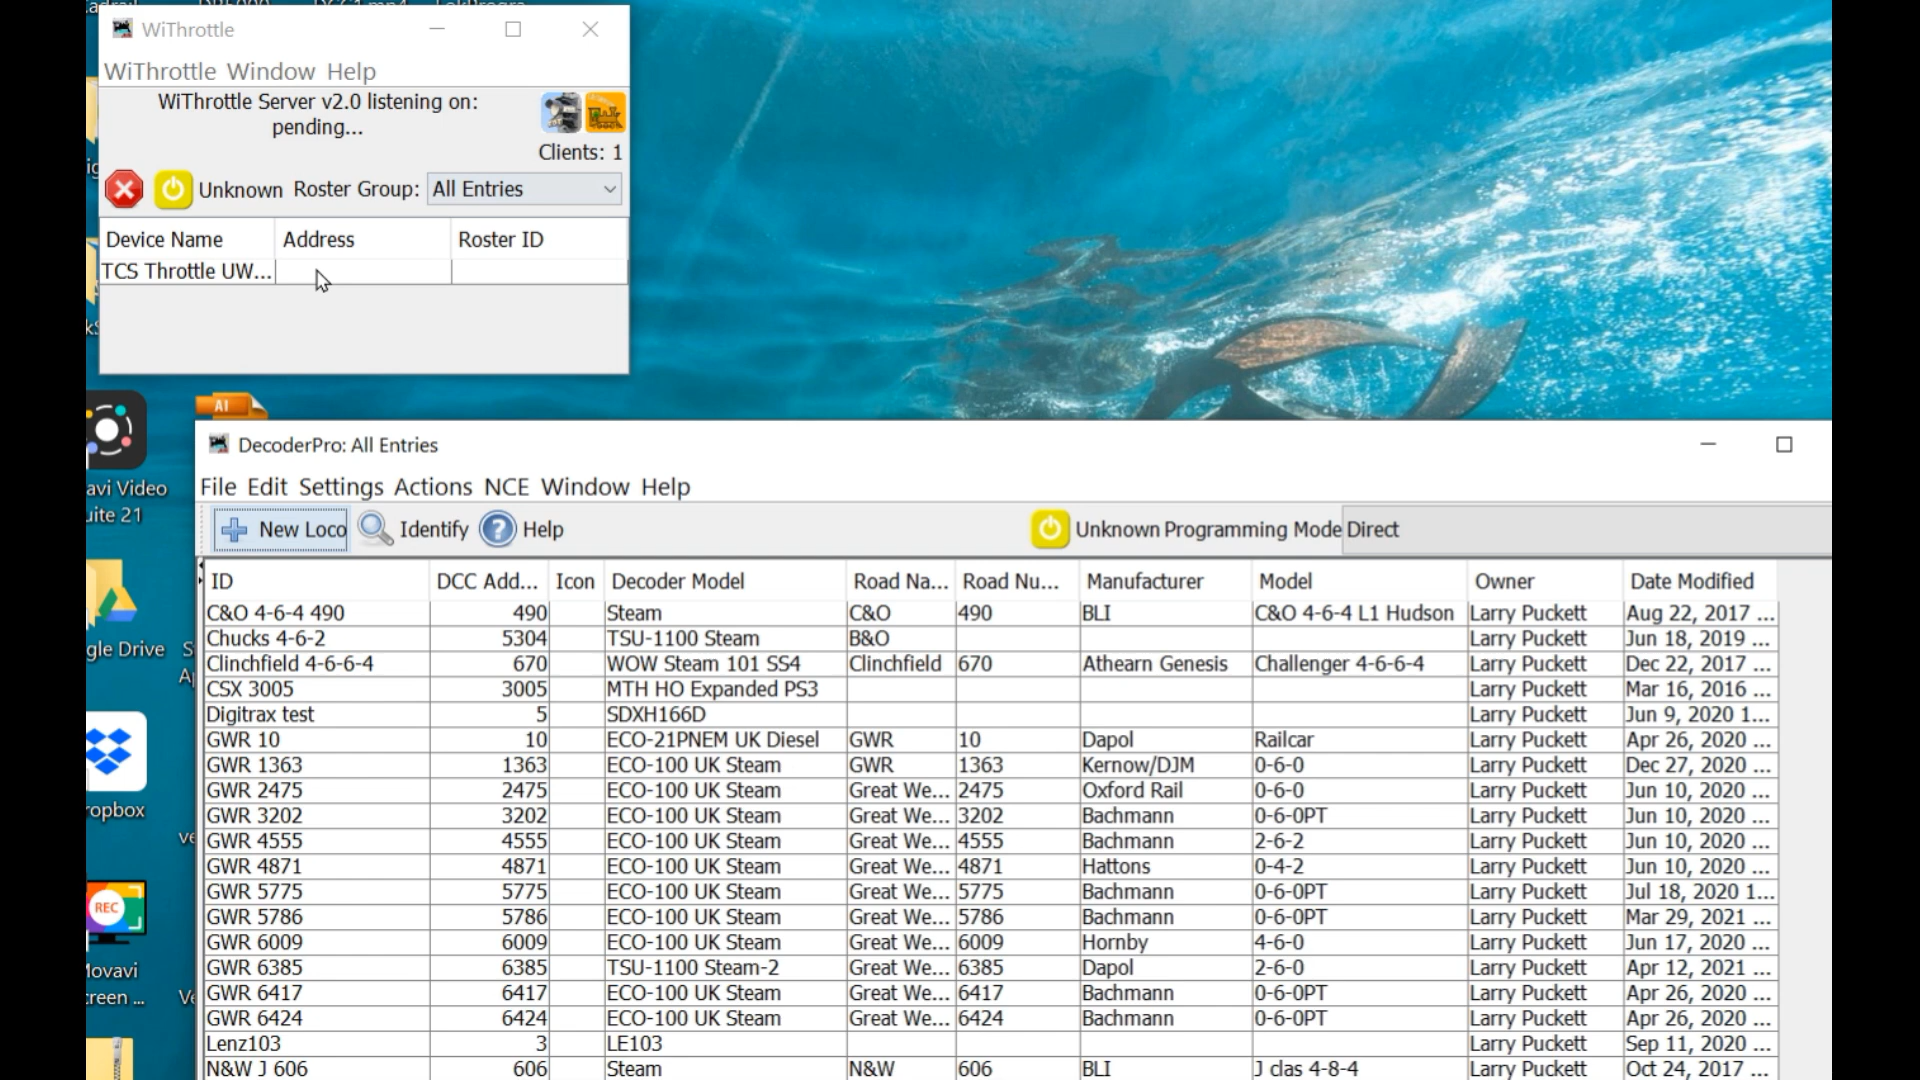 WiThrottle
WiThrottle Window Help
WiThrottle Server v2.0 listening on:
pending...
Clients: 1
Unknown Roster Group: All Entries
Device Name Address Roster ID
TCS Throttle UW...
AI
avi Video
uite 21
gle Drive
ropbox
REC
Movavi
creen ...
DecoderPro: All Entries
File Edit Settings Actions NCE Window Help
New Loco Identify Help Unknown Programming Mode Direct
ID DCC Add... Icon Decoder Model Road Na... Road Nu... Manufacturer Model Owner Date Modified
C&O 4-6-4 490 490 Steam C&O 490 BLI C&O 4-6-4 L1 Hudson Larry Puckett Aug 22, 2017 ...
Chucks 4-6-2 5304 TSU-1100 Steam B&O Larry Puckett Jun 18, 2019 ...
Clinchfield 4-6-6-4 670 WOW Steam 101 SS4 Clinchfield 670 Athearn Genesis Challenger 4-6-6-4 Larry Puckett Dec 22, 2017 ...
CSX 3005 3005 MTH HO Expanded PS3 Larry Puckett Mar 16, 2016 ...
Digitrax test 5 SDXH166D Larry Puckett Jun 9, 2020 1...
GWR 10 10 ECO-21PNEM UK Diesel GWR 10 Dapol Railcar Larry Puckett Apr 26, 2020 ...
GWR 1363 1363 ECO-100 UK Steam GWR 1363 Kernow/DJM 0-6-0 Larry Puckett Dec 27, 2020 ...
GWR 2475 2475 ECO-100 UK Steam Great We... 2475 Oxford Rail 0-6-0 Larry Puckett Jun 10, 2020 ...
GWR 3202 3202 ECO-100 UK Steam Great We... 3202 Bachmann 0-6-0PT Larry Puckett Jun 10, 2020 ...
GWR 4555 4555 ECO-100 UK Steam Great We... 4555 Bachmann 2-6-2 Larry Puckett Jun 10, 2020 ...
GWR 4871 4871 ECO-100 UK Steam Great We... 4871 Hattons 0-4-2 Larry Puckett Jun 10, 2020 ...
GWR 5775 5775 ECO-100 UK Steam Great We... 5775 Bachmann 0-6-0PT Larry Puckett Jul 18, 2020 1...
GWR 5786 5786 ECO-100 UK Steam Great We... 5786 Bachmann 0-6-0PT Larry Puckett Mar 29, 2021 ...
GWR 6009 6009 ECO-100 UK Steam Great We... 6009 Hornby 4-6-0 Larry Puckett Jun 17, 2020 ...
GWR 6385 6385 TSU-1100 Steam-2 Great We... 6385 Dapol 2-6-0 Larry Puckett Apr 12, 2021 ...
GWR 6417 6417 ECO-100 UK Steam Great We... 6417 Bachmann 0-6-0PT Larry Puckett Apr 26, 2020 ...
GWR 6424 6424 ECO-100 UK Steam Great We... 6424 Bachmann 0-6-0PT Larry Puckett Apr 26, 2020 ...
Lenz103 3 LE103 Larry Puckett Sep 11, 2020 ...
N&W J 606 606 Steam N&W 606 BLI J clas 4-8-4 Larry Puckett Oct 24, 2017 ...